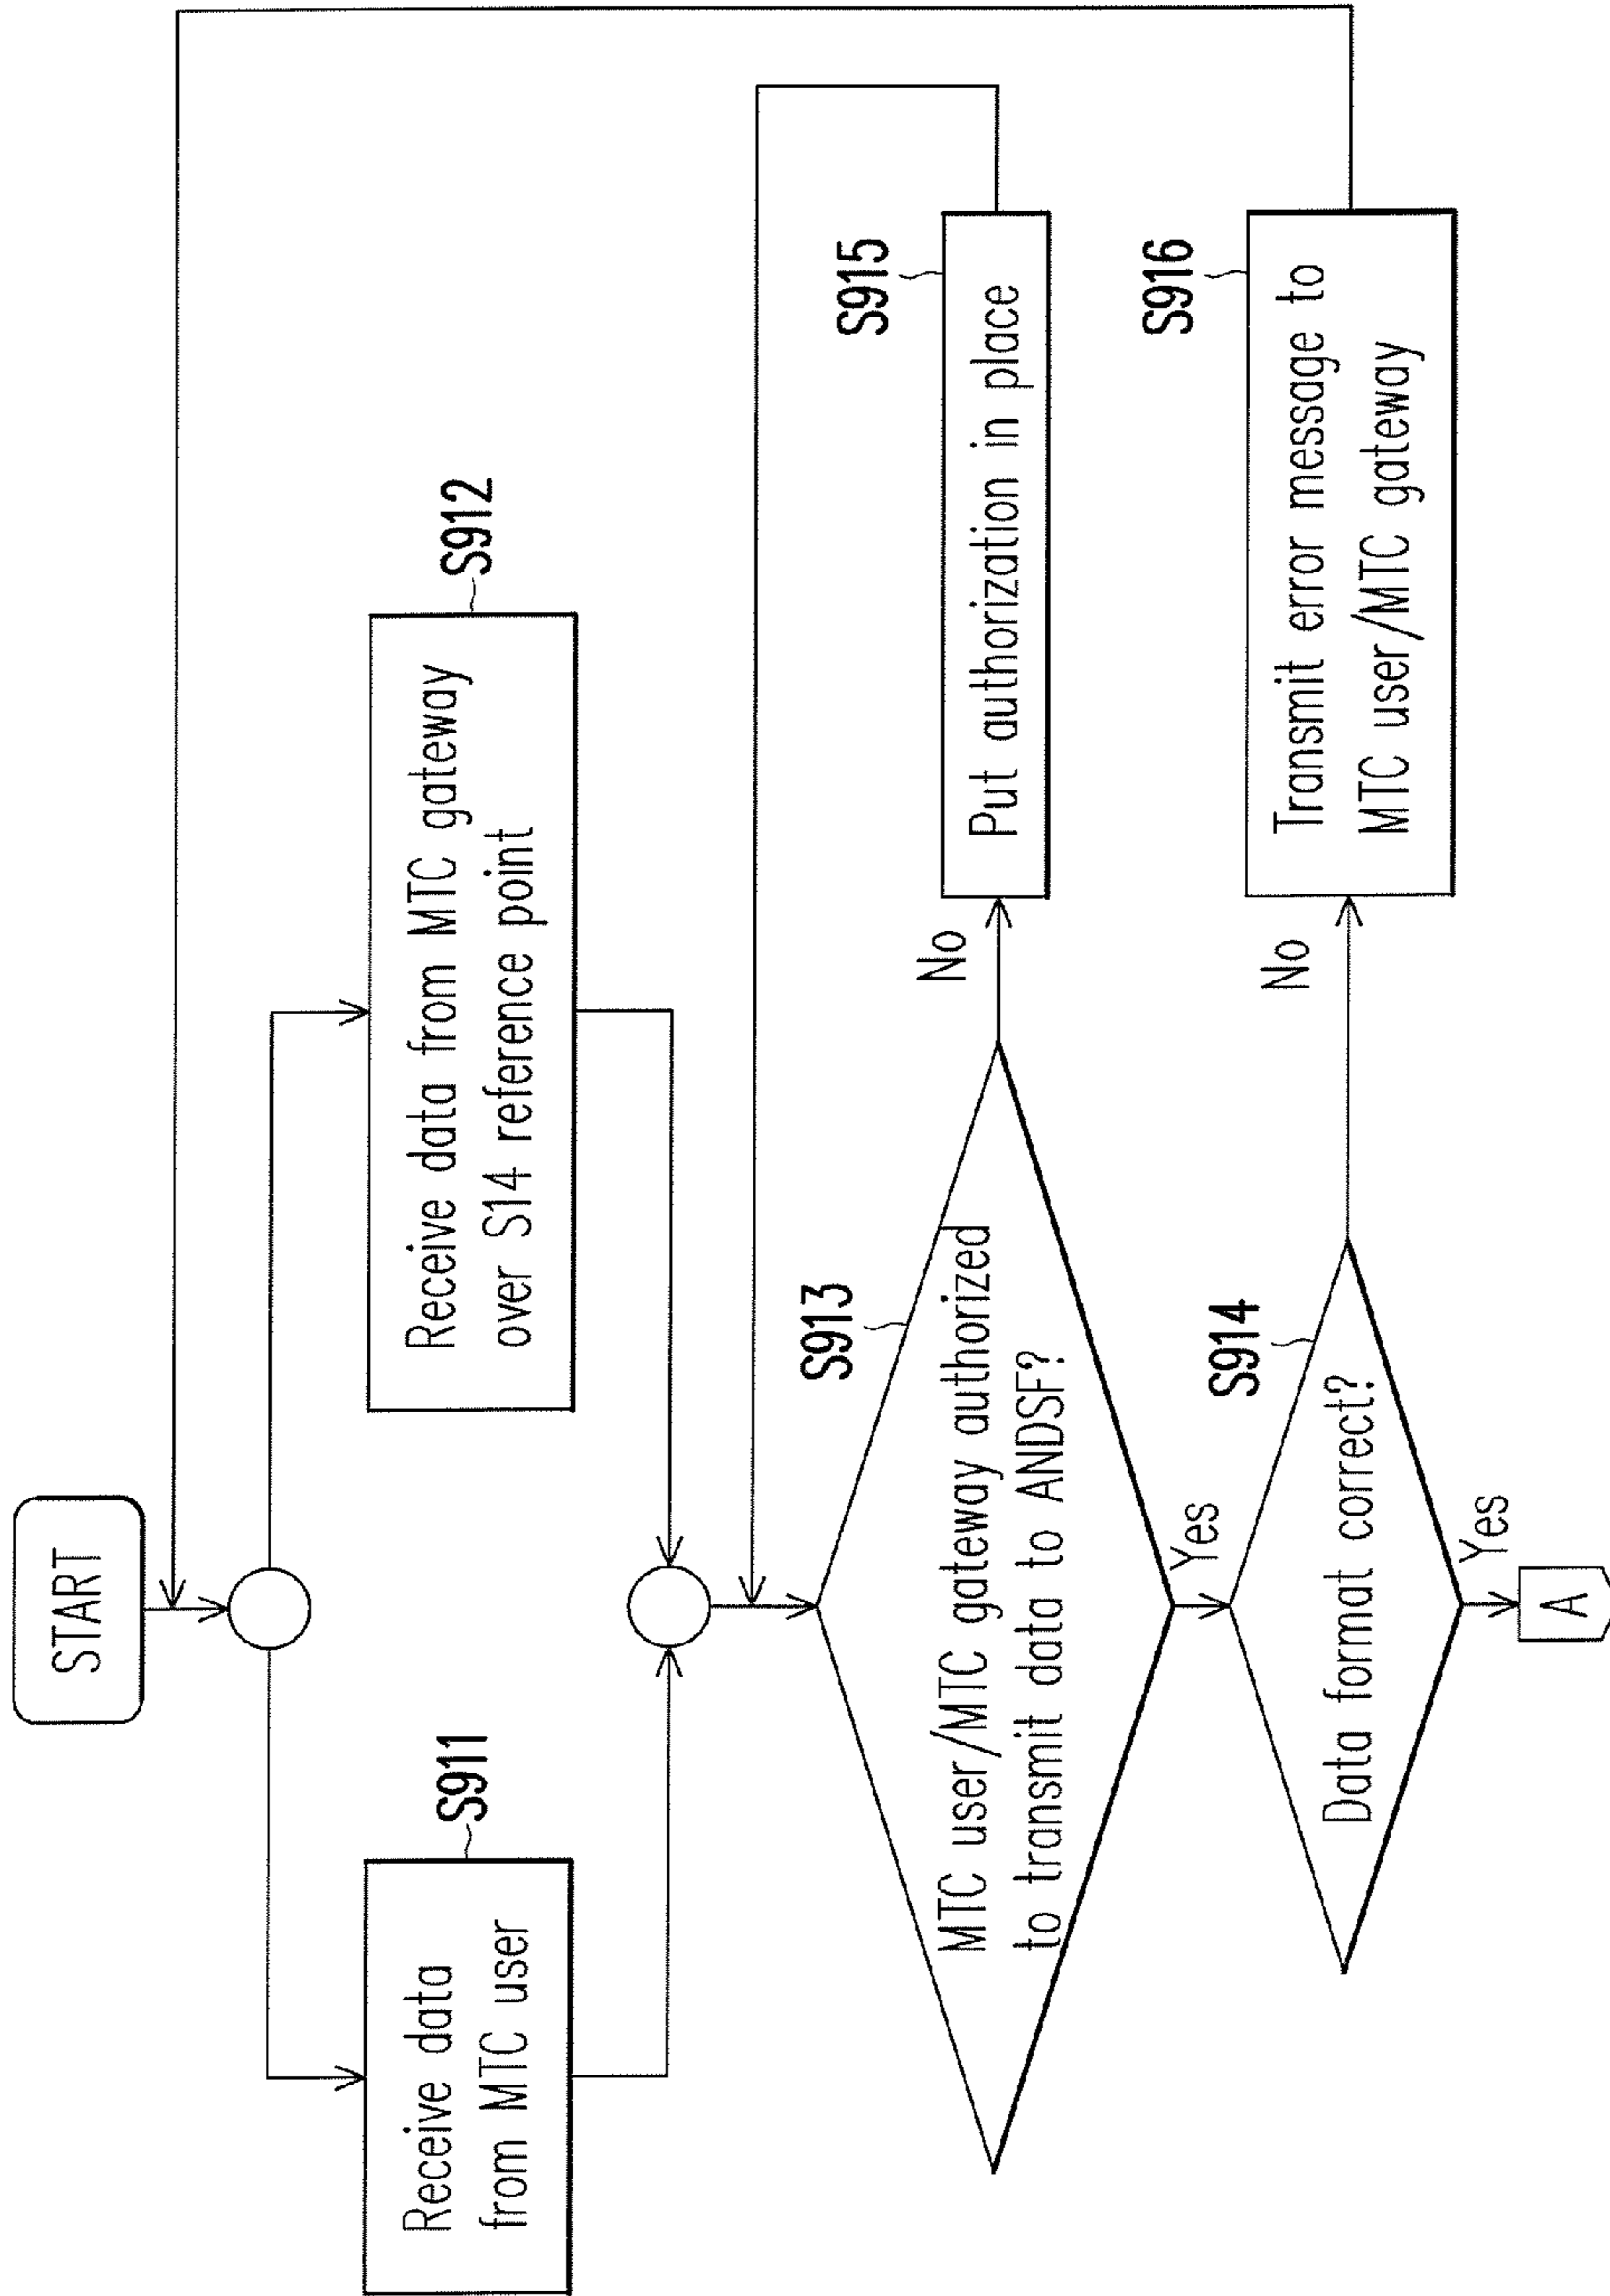 START
S911
Receive data
from MTC user
S912
Receive data from MTC gateway
over S14 reference point
S913
MTC user/MTC gateway authorized
to transmit data to ANDSF?
No
S915
Put authorization in place
Yes
S914
Data format correct?
No
S916
Transmit error message to
MTC user/MTC gateway
Yes
A